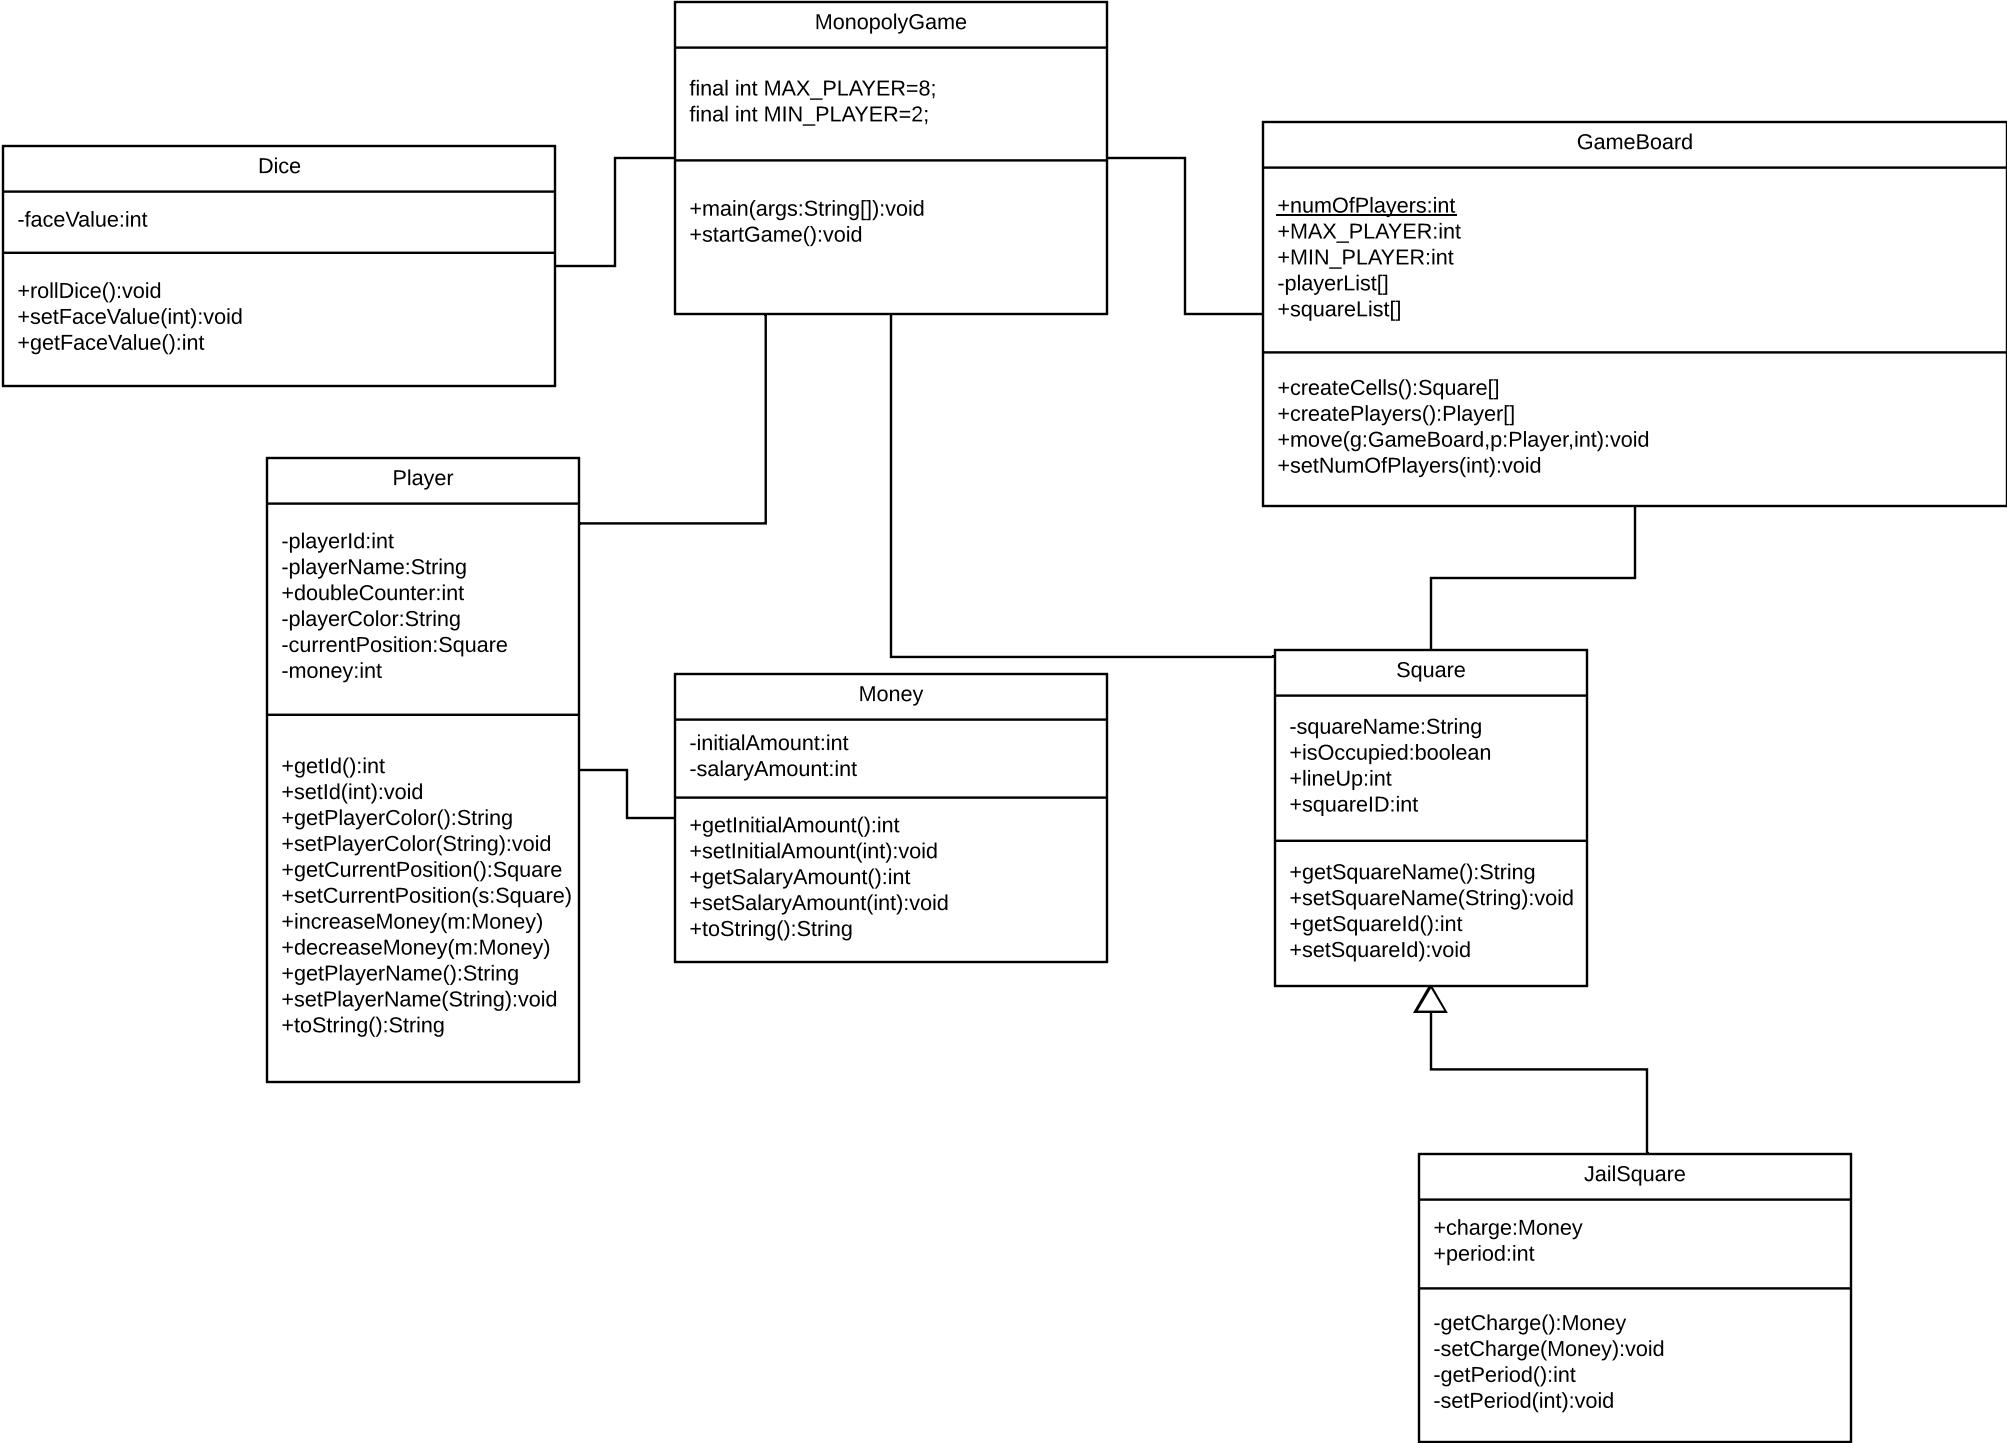 MonopolyGame
final int MAX_PLAYER=8;
final int MIN_PLAYER=2;
+main(args:String[]):void
+startGame():void
Dice
-faceValue:int
+rollDice():void
+setFaceValue(int):void
+getFaceValue():int
GameBoard
+numOfPlayers:int
+MAX_PLAYER:int
+MIN_PLAYER:int
-playerList[]
+squareList[]
+createCells():Square[]
+createPlayers():Player[]
+move(g:GameBoard,p:Player,int):void
+setNumOfPlayers(int):void
Player
-playerId:int
-playerName:String
+doubleCounter:int
-playerColor:String
-currentPosition:Square
-money:int
+getId():int
+setId(int):void
+getPlayerColor():String
+setPlayerColor(String):void
+getCurrentPosition():Square
+setCurrentPosition(s:Square)
+increaseMoney(m:Money)
+decreaseMoney(m:Money)
+getPlayerName():String
+setPlayerName(String):void
+toString():String
Money
-initialAmount:int
-salaryAmount:int
+getInitialAmount():int
+setInitialAmount(int):void
+getSalaryAmount():int
+setSalaryAmount(int):void
+toString():String
Square
-squareName:String
+isOccupied:boolean
+lineUp:int
+squareID:int
+getSquareName():String
+setSquareName(String):void
+getSquareId():int
+setSquareId):void
JailSquare
+charge:Money
+period:int
-getCharge():Money
-setCharge(Money):void
-getPeriod():int
-setPeriod(int):void